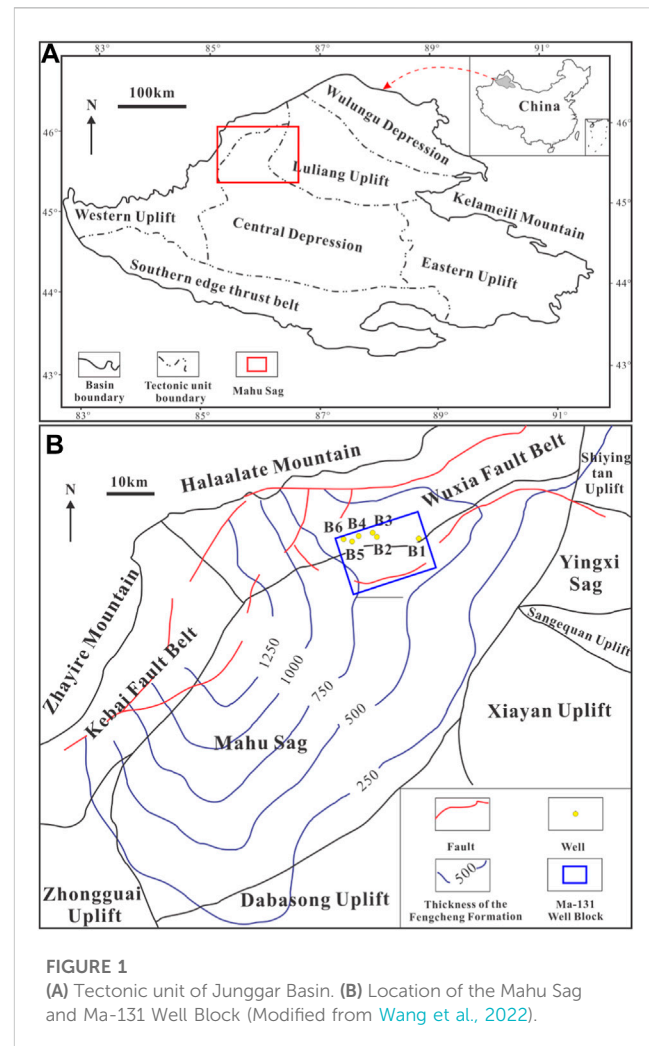 A
83°
85°
87°
89°
91°
N
100km
China
Wulungu Depression
46°
46°
Luliang Uplift
Kelameili Mountain
45°
45°
Western Uplift
Central Depression
Eastern Uplift
Southern edge thrust belt
44°
44°
43°
43°
Basin
boundary
Tectonic unit
boundary
Mahu Sag
83°
85°
87°
89°
91°
B
10km
N
Halaalate Mountain
Wuxia Fault Belt
Shiying
tan
Uplift
B6 B4 B3
B5 B2 B1
Yingxi
Sag
Sangequan Uplift
Zhayire Mountain
Kebai Fault Belt
1250
1000
750
500
250
Mahu Sag
Xiayan Uplift
Zhongguai
Uplift
Dabasong Uplift
Fault
Well
500
Thickness of the
Fengcheng Formation
Ma-131
Well Block
FIGURE 1
(A) Tectonic unit of Junggar Basin. (B) Location of the Mahu Sag
and Ma-131 Well Block (Modified from Wang et al., 2022).